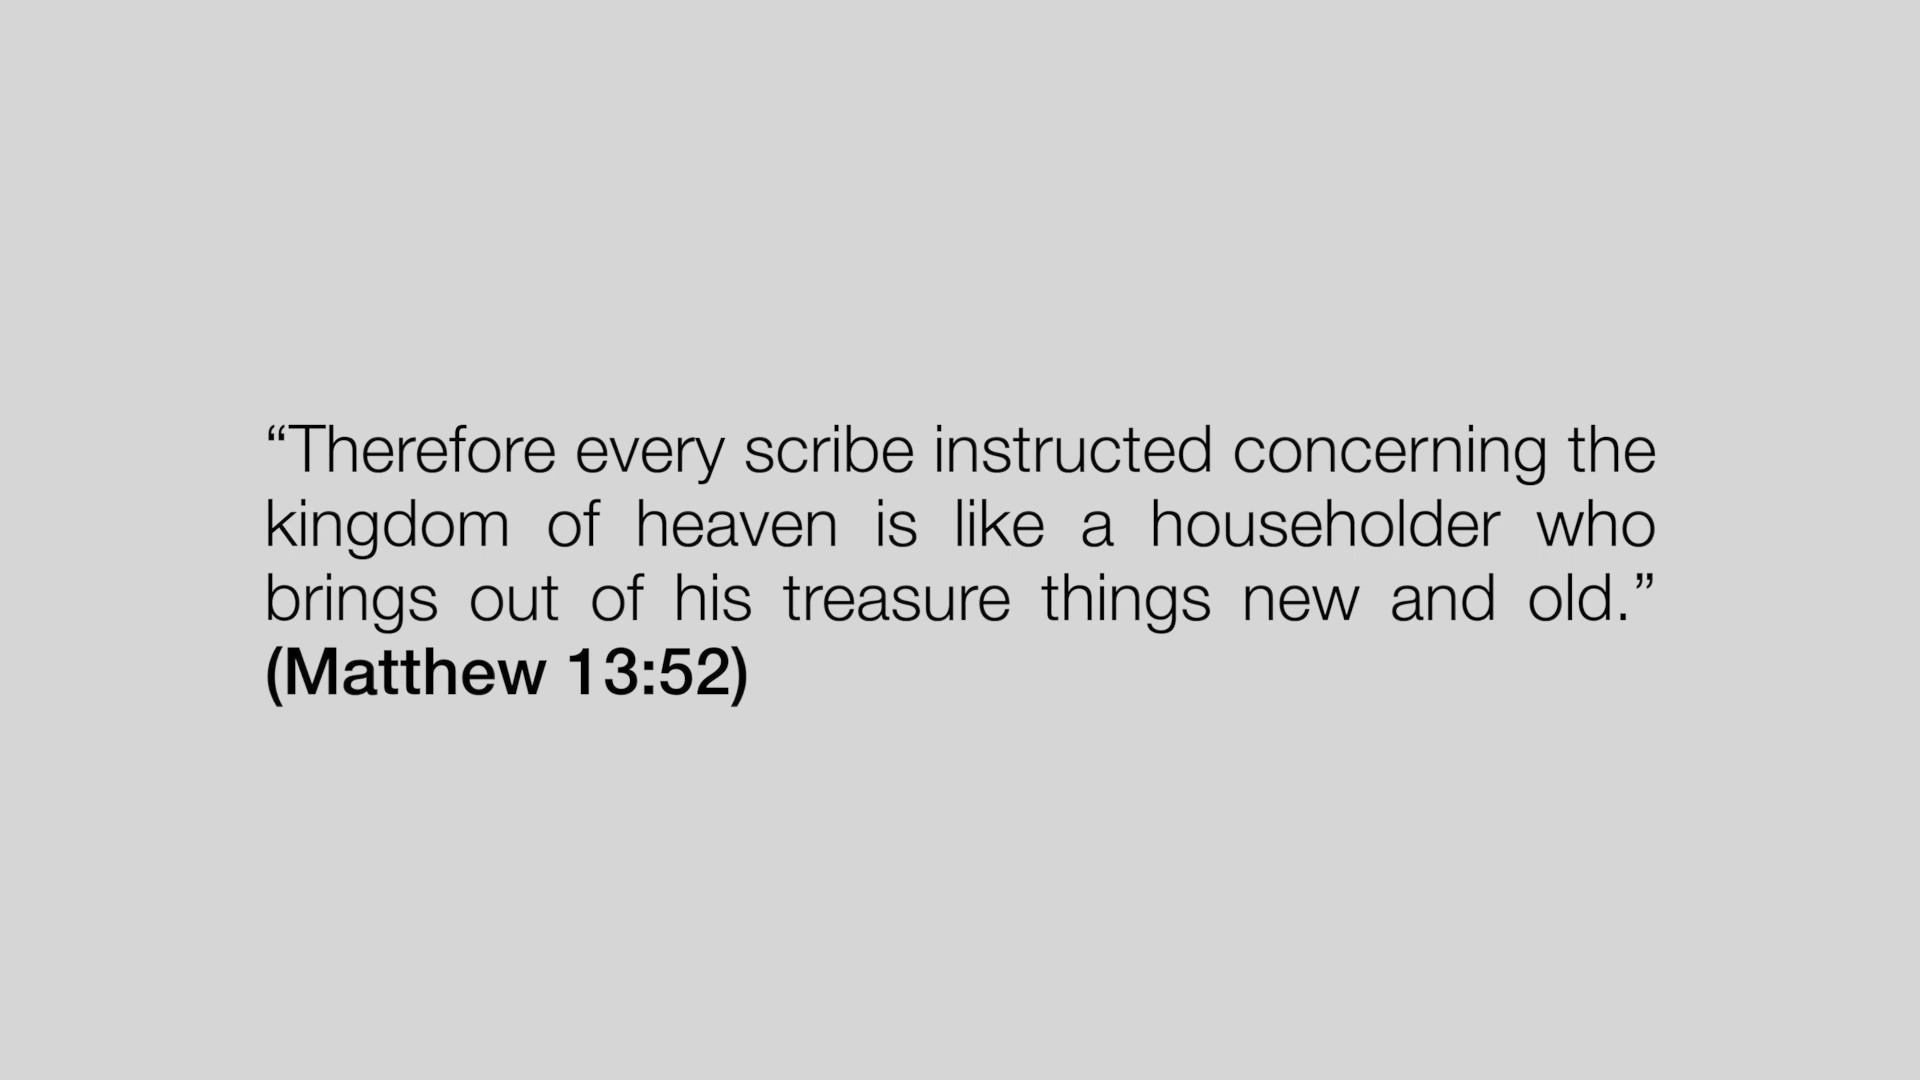 “Therefore every scribe instructed concerning the
kingdom of heaven is like a householder who
brings out of his treasure things new and old.”
(Matthew 13:52)